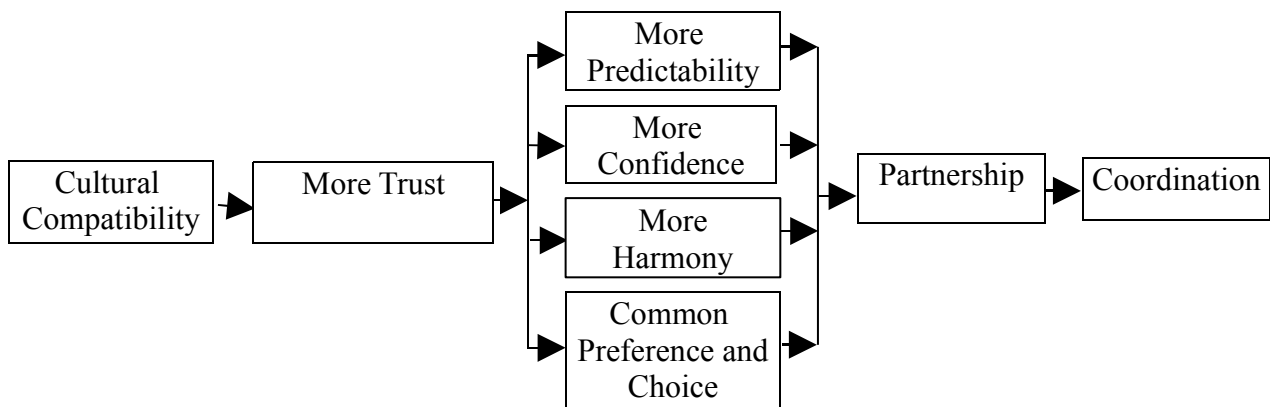 Cultural
Compatibility
More Trust
More
Predictability
More
Confidence
More
Harmony
Common
Preference and
Choice
Partnership
Coordination